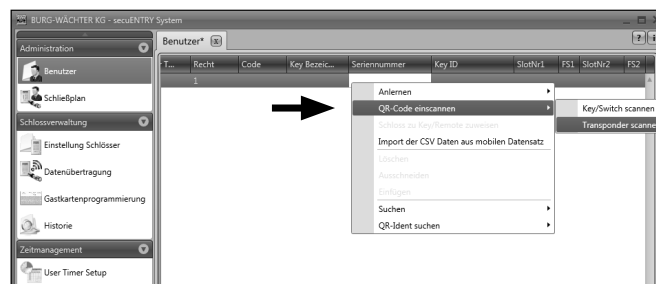 BURG-WÄCHTER KG - secuENTRY System
Administration
Benutzer
Schließplan
Schlossverwaltung
Einstellung Schlösser
Datenübertragung
Gastkartenprogrammierung
Historie
Zeitmanagement
User Timer Setup
Benutzer*
T... Recht Code Key Bezeic... Seriennummer Key ID SlotNr1 FS1 SlotNr2 FS2
1
Anlernen
QR-Code einscannen
Schloss zu Key/Remote zuweisen
Import der CSV Daten aus mobilen Datensatz
Löschen
Ausschneiden
Einfügen
Suchen
QR-Ident suchen
Key/Switch scannen
Transponder scanne